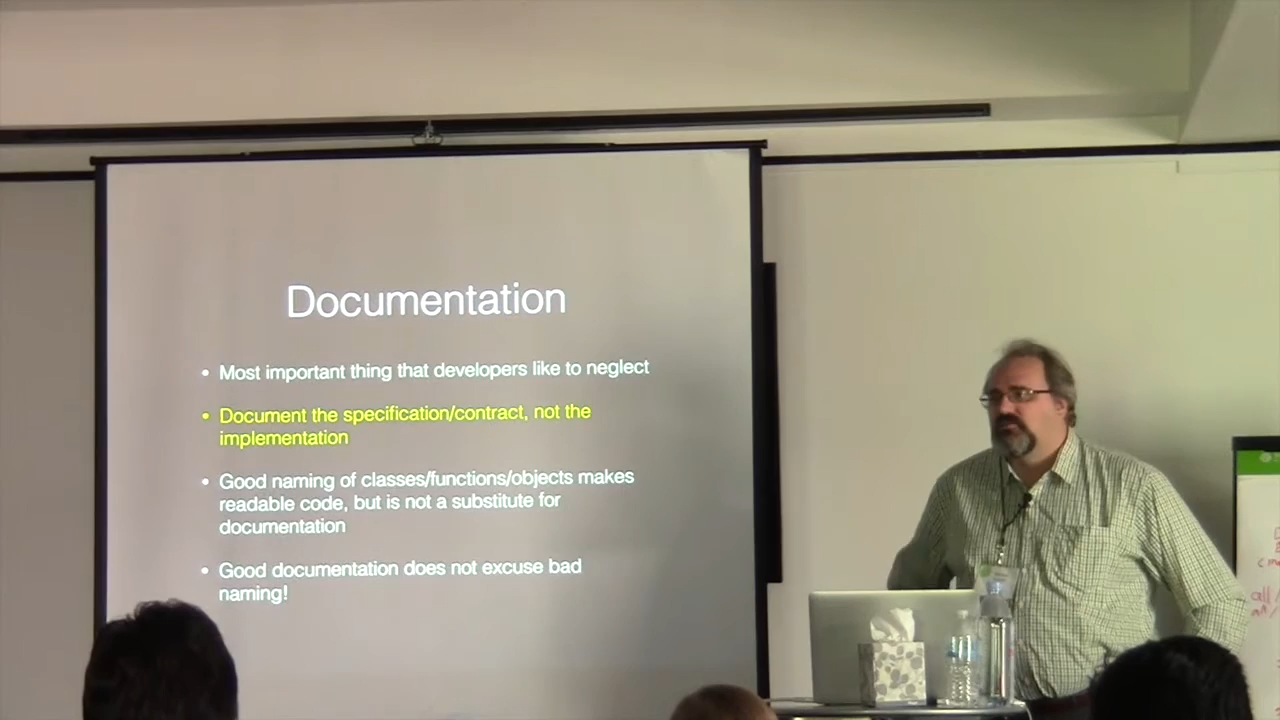 Documentation
• Most important thing that developers like to neglect
• Document the specification/contract, not the
implementation
• Good naming of classes/functions/objects makes
readable code, but is not a substitute for
documentation
• Good documentation does not excuse bad
naming!
all/